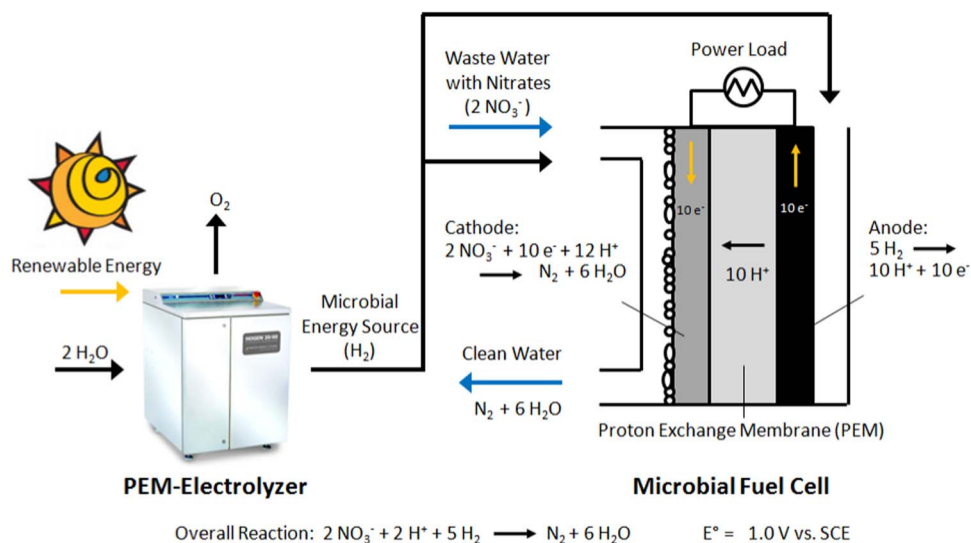 Power Load
Waste Water
with Nitrates
(2 NO₃⁻)
O₂
10 e⁻
10 e⁻
Renewable Energy
Cathode:
2 NO₃⁻ + 10 e⁻ + 12 H⁺
⟶ N₂ + 6 H₂O
10 H⁺
Anode:
5 H₂ ⟶
10 H⁺ + 10 e⁻
Microbial
Energy Source
(H₂)
2 H₂O
Clean Water
N₂ + 6 H₂O
Proton Exchange Membrane (PEM)
PEM-Electrolyzer
Microbial Fuel Cell
Overall Reaction: 2 NO₃⁻ + 2 H⁺ + 5 H₂ ⟶ N₂ + 6 H₂O E° = 1.0 V vs. SCE